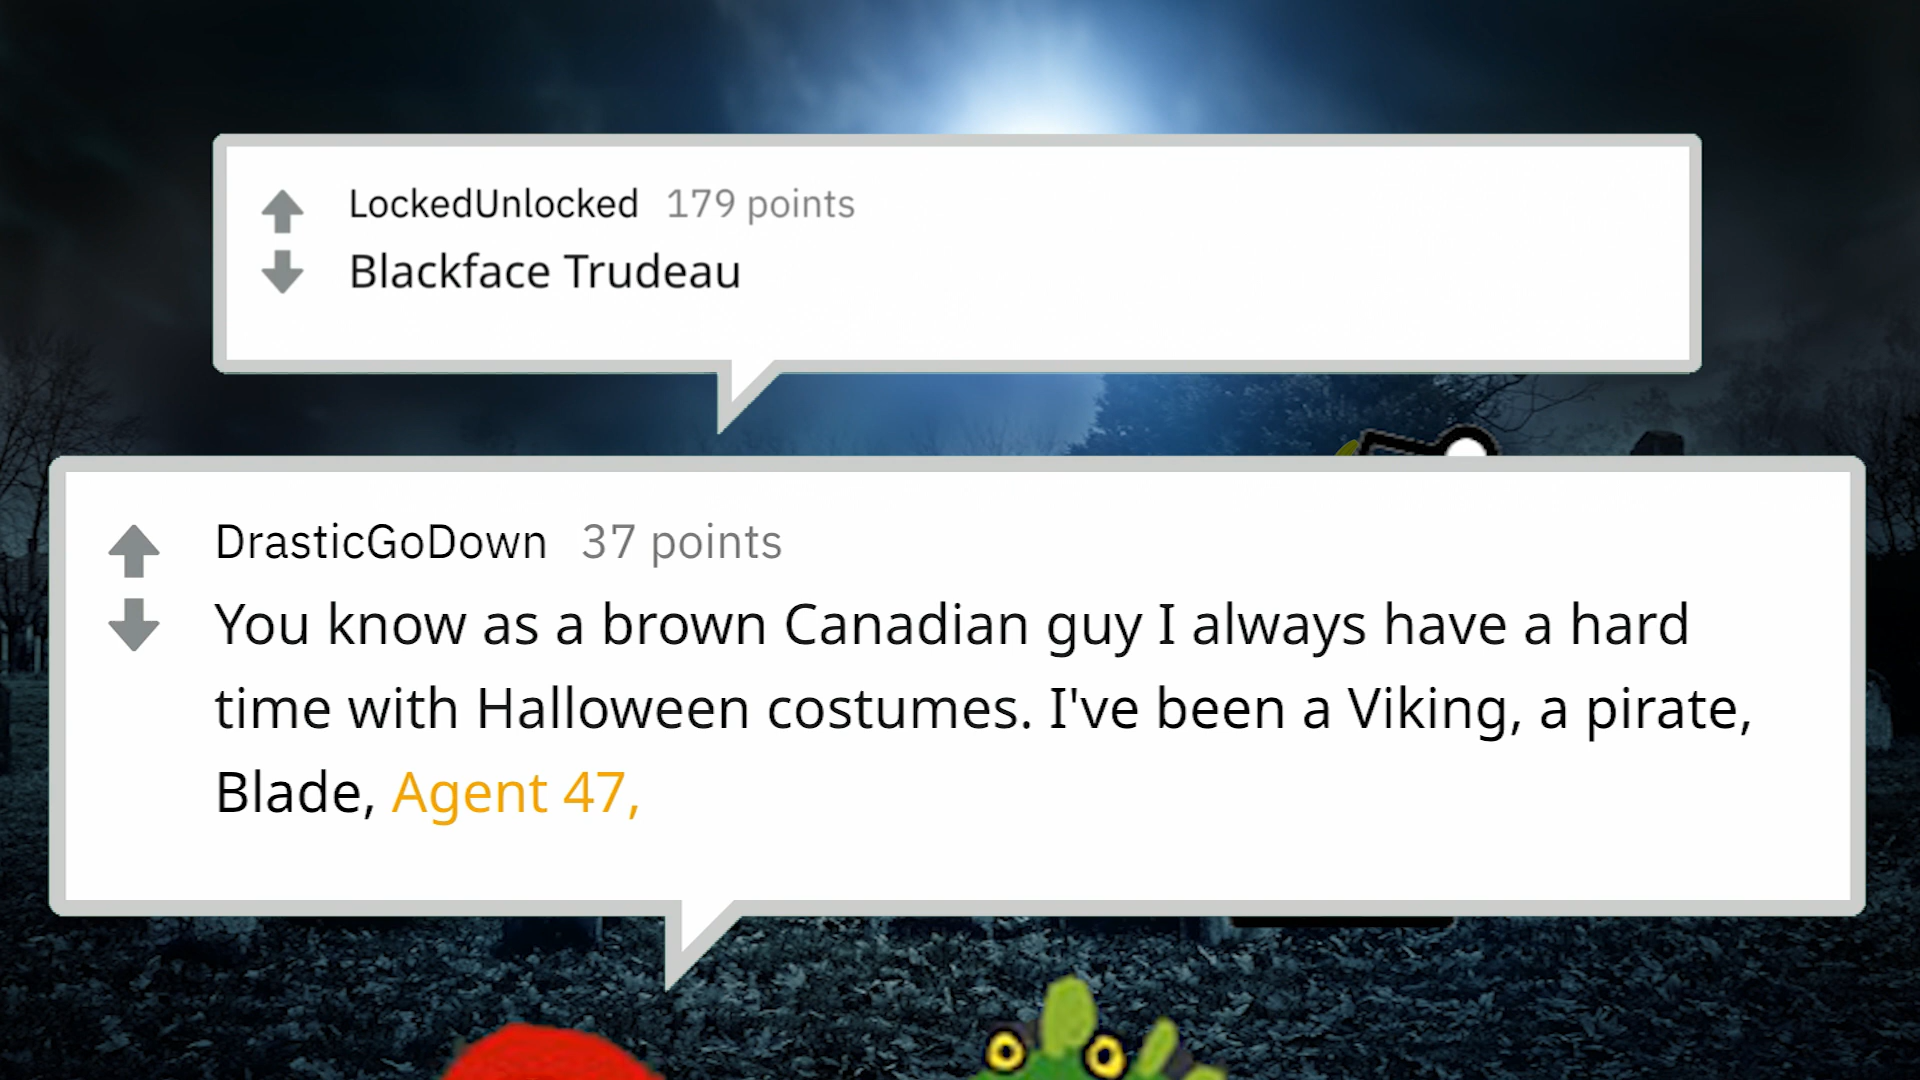 LockedUnlocked 179 points
Blackface Trudeau
DrasticGoDown 37 points
You know as a brown Canadian guy I always have a hard
time with Halloween costumes. I've been a Viking, a pirate,
Blade, Agent 47,